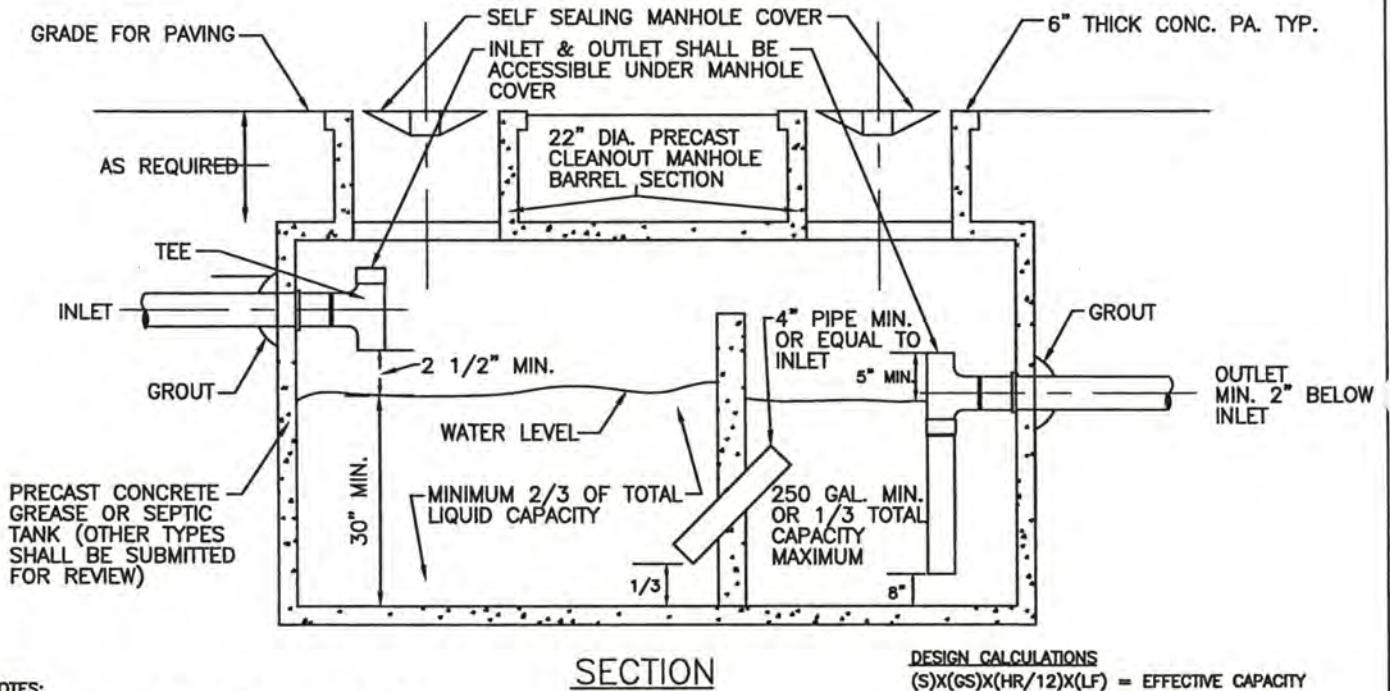 SELF SEALING MANHOLE COVER
6" THICK CONC. PA. TYP.
GRADE FOR PAVING
INLET & OUTLET SHALL BE
ACCESSIBLE UNDER MANHOLE
COVER
22" DIA. PRECAST
CLEANOUT MANHOLE
BARREL SECTION
AS REQUIRED
TEE
INLET
GROUT
2 1/2" MIN.
4" PIPE MIN.
OR EQUAL TO
INLET
5" MIN.
GROUT
OUTLET
MIN. 2" BELOW
INLET
WATER LEVEL
30" MIN.
PRECAST CONCRETE
GREASE OR SEPTIC
TANK (OTHER TYPES
SHALL BE SUBMITTED
FOR REVIEW)
MINIMUM 2/3 OF TOTAL
LIQUID CAPACITY
250 GAL. MIN.
OR 1/3 TOTAL
CAPACITY
MAXIMUM
1/3
8"
SECTION
DESIGN CALCULATIONS
(S)X(GS)X(HR/12)X(LF) = EFFECTIVE CAPACITY